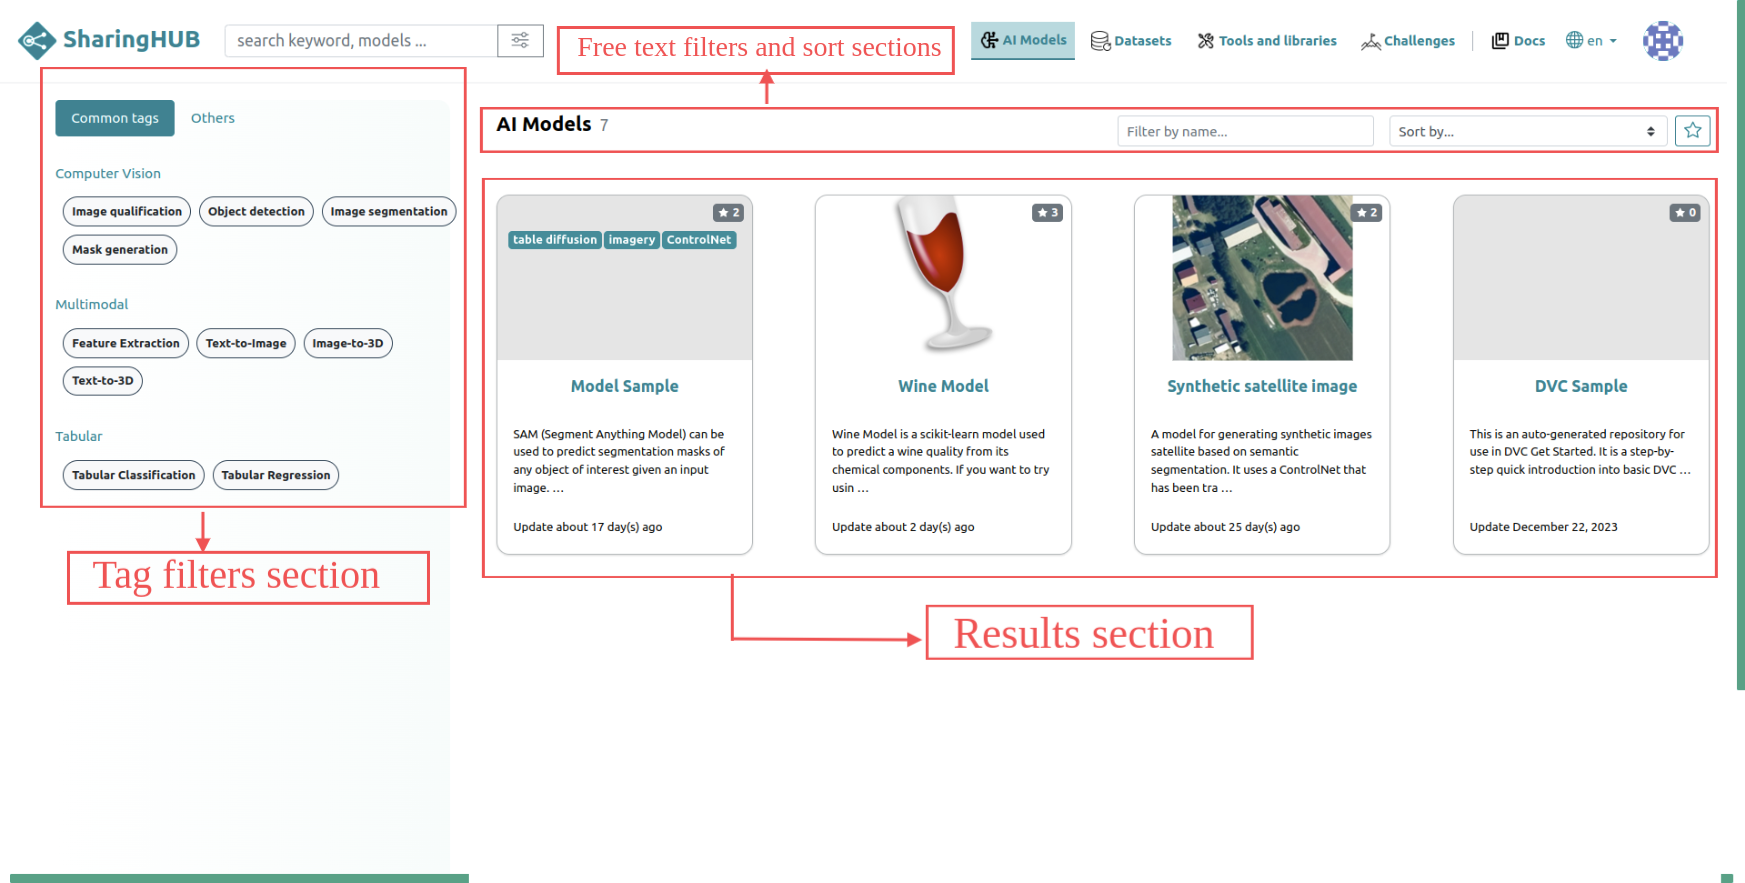 SharingHUB
search keyword, models ...
Free text filters and sort sections
AI Models
Datasets
Tools and libraries
Challenges
Docs
en
Common tags
Others
Computer Vision
Image qualification
Object detection
Image segmentation
Mask generation
Multimodal
Feature Extraction
Text-to-Image
Image-to-3D
Text-to-3D
Tabular
Tabular Classification
Tabular Regression
Tag filters section
AI Models 7
Filter by name...
Sort by...
2
table diffusion
imagery
ControlNet
Model Sample
SAM (Segment Anything Model) can be
used to predict segmentation masks of
any object of interest given an input
image. ...
Update about 17 day(s) ago
3
Wine Model
Wine Model is a scikit-learn model used
to predict a wine quality from its
chemical components. If you want to try
usin ...
Update about 2 day(s) ago
2
Synthetic satellite image
A model for generating synthetic images
satellite based on semantic
segmentation. It uses a ControlNet that
has been tra ...
Update about 25 day(s) ago
0
DVC Sample
This is an auto-generated repository for
use in DVC Get Started. It is a step-by-
step quick introduction into basic DVC ...
Update December 22, 2023
Results section